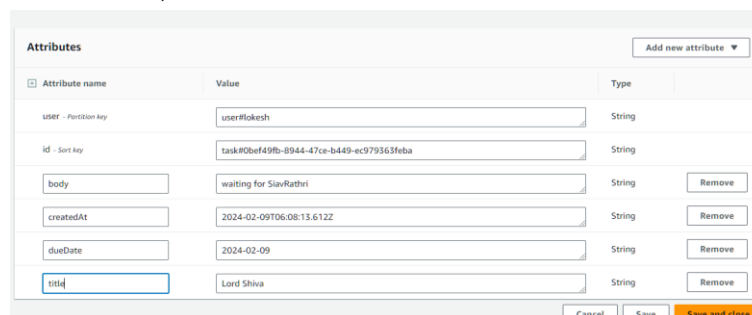 Attributes
Add new attribute ▼
Attribute name Value Type
user - Partition key user#lokesh String
id - Sort key task#0bef49fb-8944-47ce-b449-ec979363feba String
body waiting for SiavRathri String Remove
createdAt 2024-02-09T06:08:13.612Z String Remove
dueDate 2024-02-09 String Remove
title Lord Shiva String Remove
Cancel Save Save and close